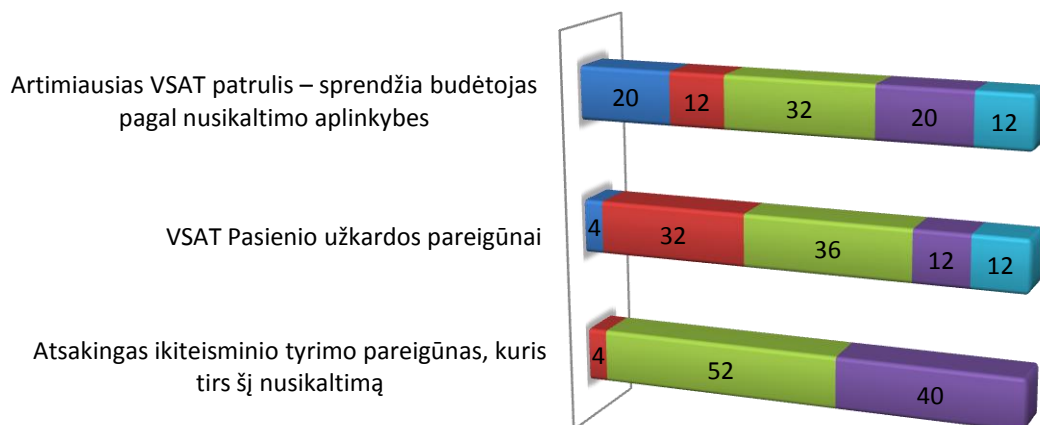 Artimiausias VSAT patrulis – sprendžia budėtojas
pagal nusikaltimo aplinkybes
20 12 32 20 12
VSAT Pasienio užkardos pareigūnai
4 32 36 12 12
Atsakingas ikiteisminio tyrimo pareigūnas, kuris
tirs šį nusikaltimą
4 52 40